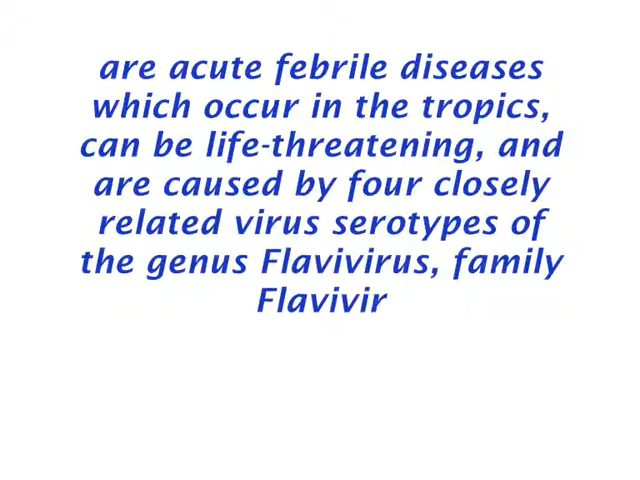 are acute febrile diseases
which occur in the tropics,
can be life-threatening, and
are caused by four closely
related virus serotypes of
the genus Flavivirus, family
Flavivir